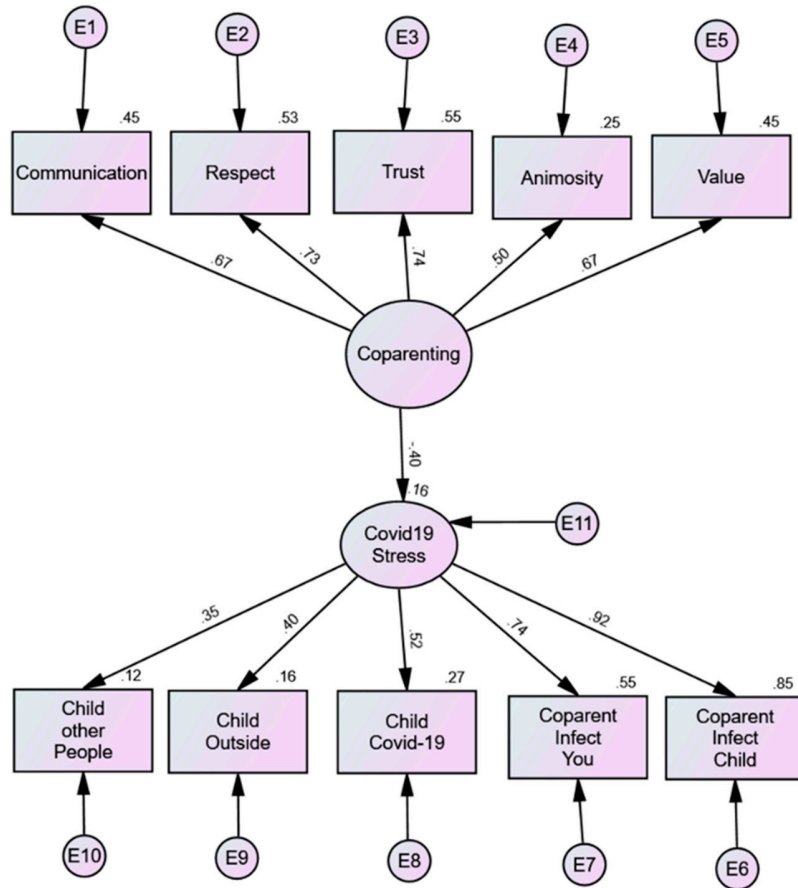 E1
E2
E3
E4
E5
.45
.53
.55
.25
.45
Communication
Respect
Trust
Animosity
Value
.67
.73
.74
.50
.67
Coparenting
-.40
.16
Covid19
Stress
E11
.35
.40
.52
.74
.92
.12
.16
.27
.55
.85
Child
other
People
Child
Outside
Child
Covid-19
Coparent
Infect
You
Coparent
Infect
Child
E10
E9
E8
E7
E6